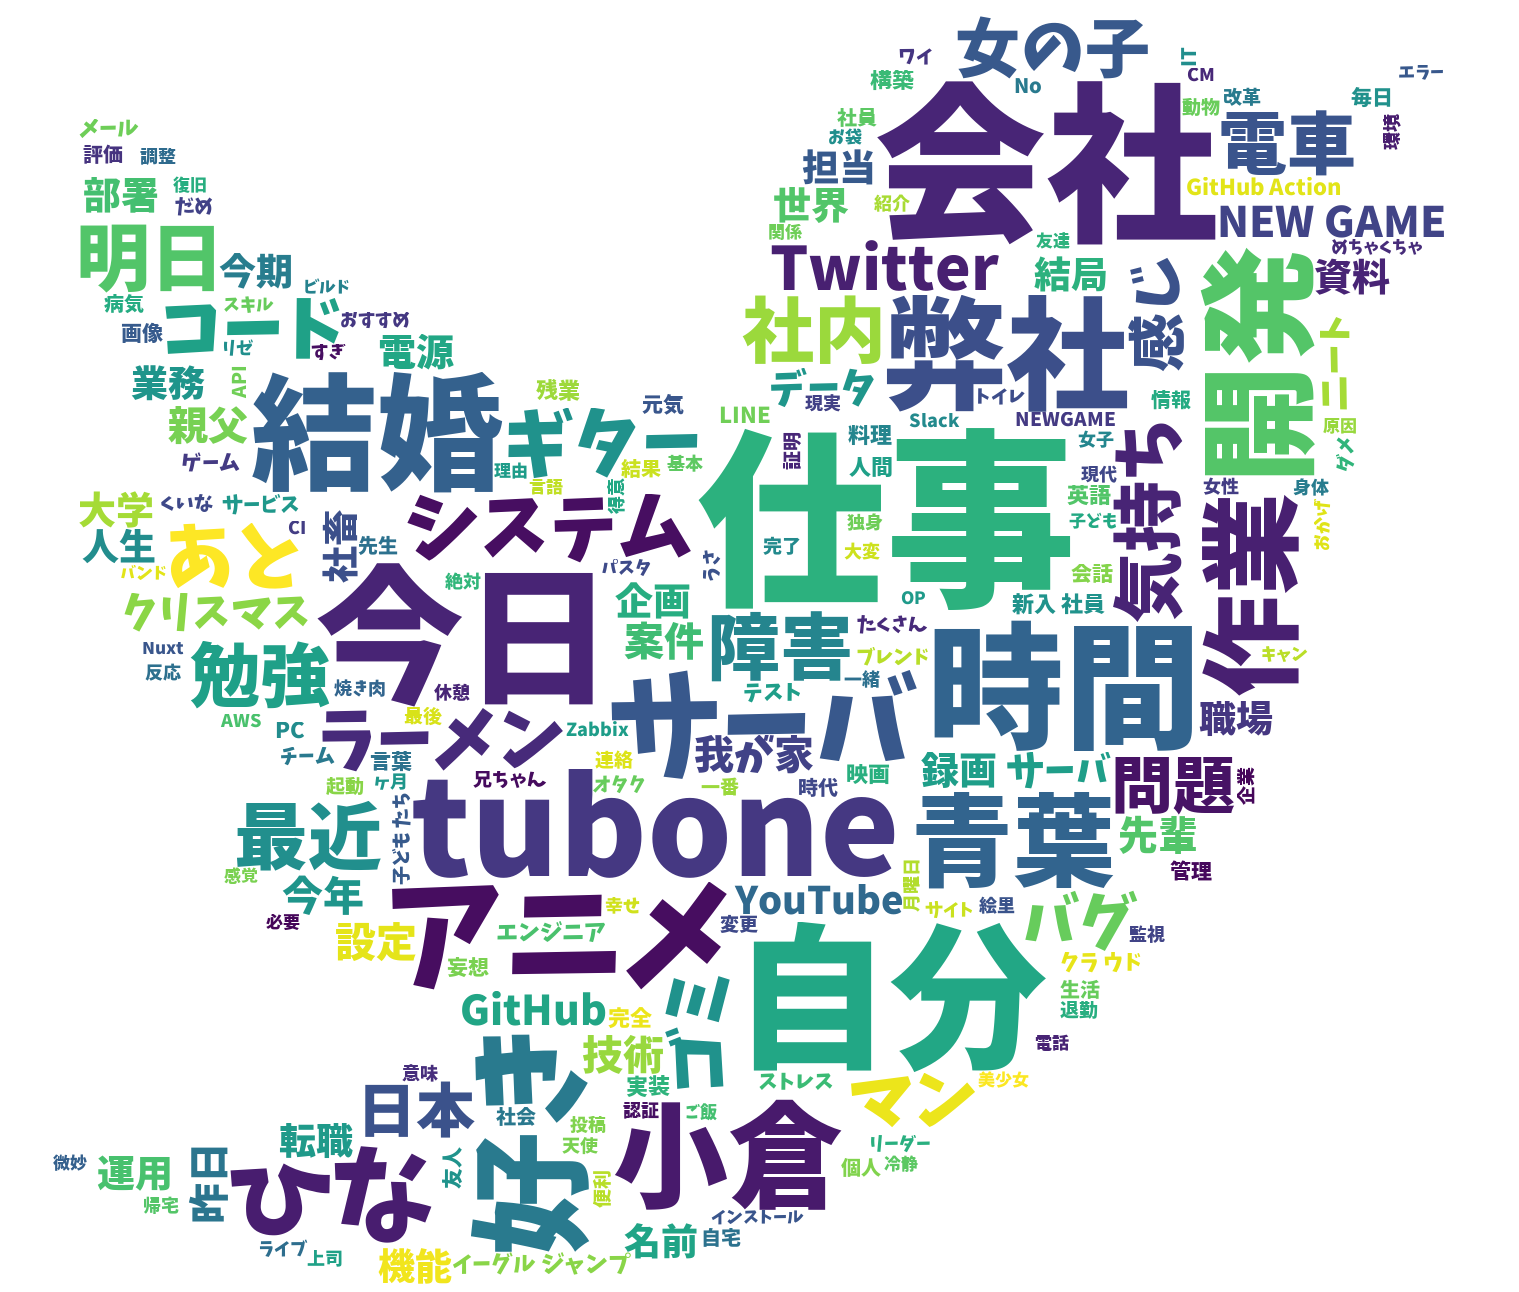 女の子
ワイ
IT
CM
エラー
構築
No
会社
動物
改革
毎日
社員
お袋
電車
環境
担当
GitHub Action
世界
紹介
NEW GAME
関係
友達
めちゃくちゃ
Twitter
結局
感じ
開発
資料
メール
評価
調整
部署
復旧
だめ
明日
今期
ビルド
病気
スキル
コード
おすすめ
画像
リゼ
すぎ
電源
社内
弊社
ニート
業務
API
データ
現実
トイレ
情報
親父
結婚
残業
元気
LINE
Slack
NEWGAME
原因
ギター
証明
料理
女子
気持ち
ダメ
ゲーム
理由
言語
結果
基本
仕事
人間
現代
女性
身体
大学
くいな
サービス
得意
英語
おかげ
人生
あと
CI
社畜
先生
システム
独身
子ども
作業
バンド
完了
大変
クリスマス
今日
絶対
パスタ
うさ
会話
企画
OP
新入 社員
Nuxt
勉強
案件
障害
たくさん
時間
反応
焼き肉
休憩
ブレンド
キャン
テスト
一緒
AWS
PC
ラーメン
最後
Zabbix
サーバ
職場
チーム
言葉
我が家
連絡
録画
サーバ
起動
ケ月
兄ちゃん
オタク
一番
時代
映画
問題
企業
最近
子どもたち
tubone
青葉
先輩
感覚
今年
管理
必要
アニメ
幸せ
YouTube
月曜日
サイト
絵里
バグ
設定
エンジニア
変更
監視
妄想
自分
クラウド
ゴミ
生活
GitHub
完全
退勤
好き
技術
電話
意味
実装
ストレス
マン
美少女
日本
社会
認証
ご飯
投稿
小倉
転職
天使
リーダー
微妙
運用
昨日
ひな
友人
個人
冷静
帰宅
便利
インストール
ライブ
上司
名前
自宅
機能
イーグル ジャンプ